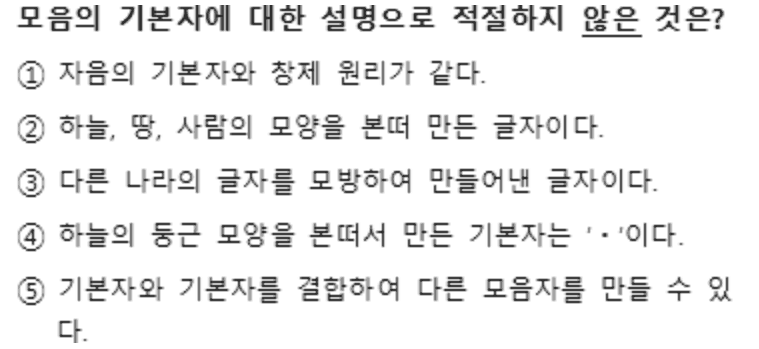 모음의 기본자에 대한 설명으로 적절하지 않은 것은?
① 자음의 기본자와 창제 원리가 같다.
② 하늘, 땅, 사람의 모양을 본떠 만든 글자이다.
③ 다른 나라의 글자를 모방하여 만들어낸 글자이다.
④ 하늘의 둥근 모양을 본떠서 만든 기본자는 'ㆍ'이다.
⑤ 기본자와 기본자를 결합하여 다른 모음자를 만들 수 있
다.